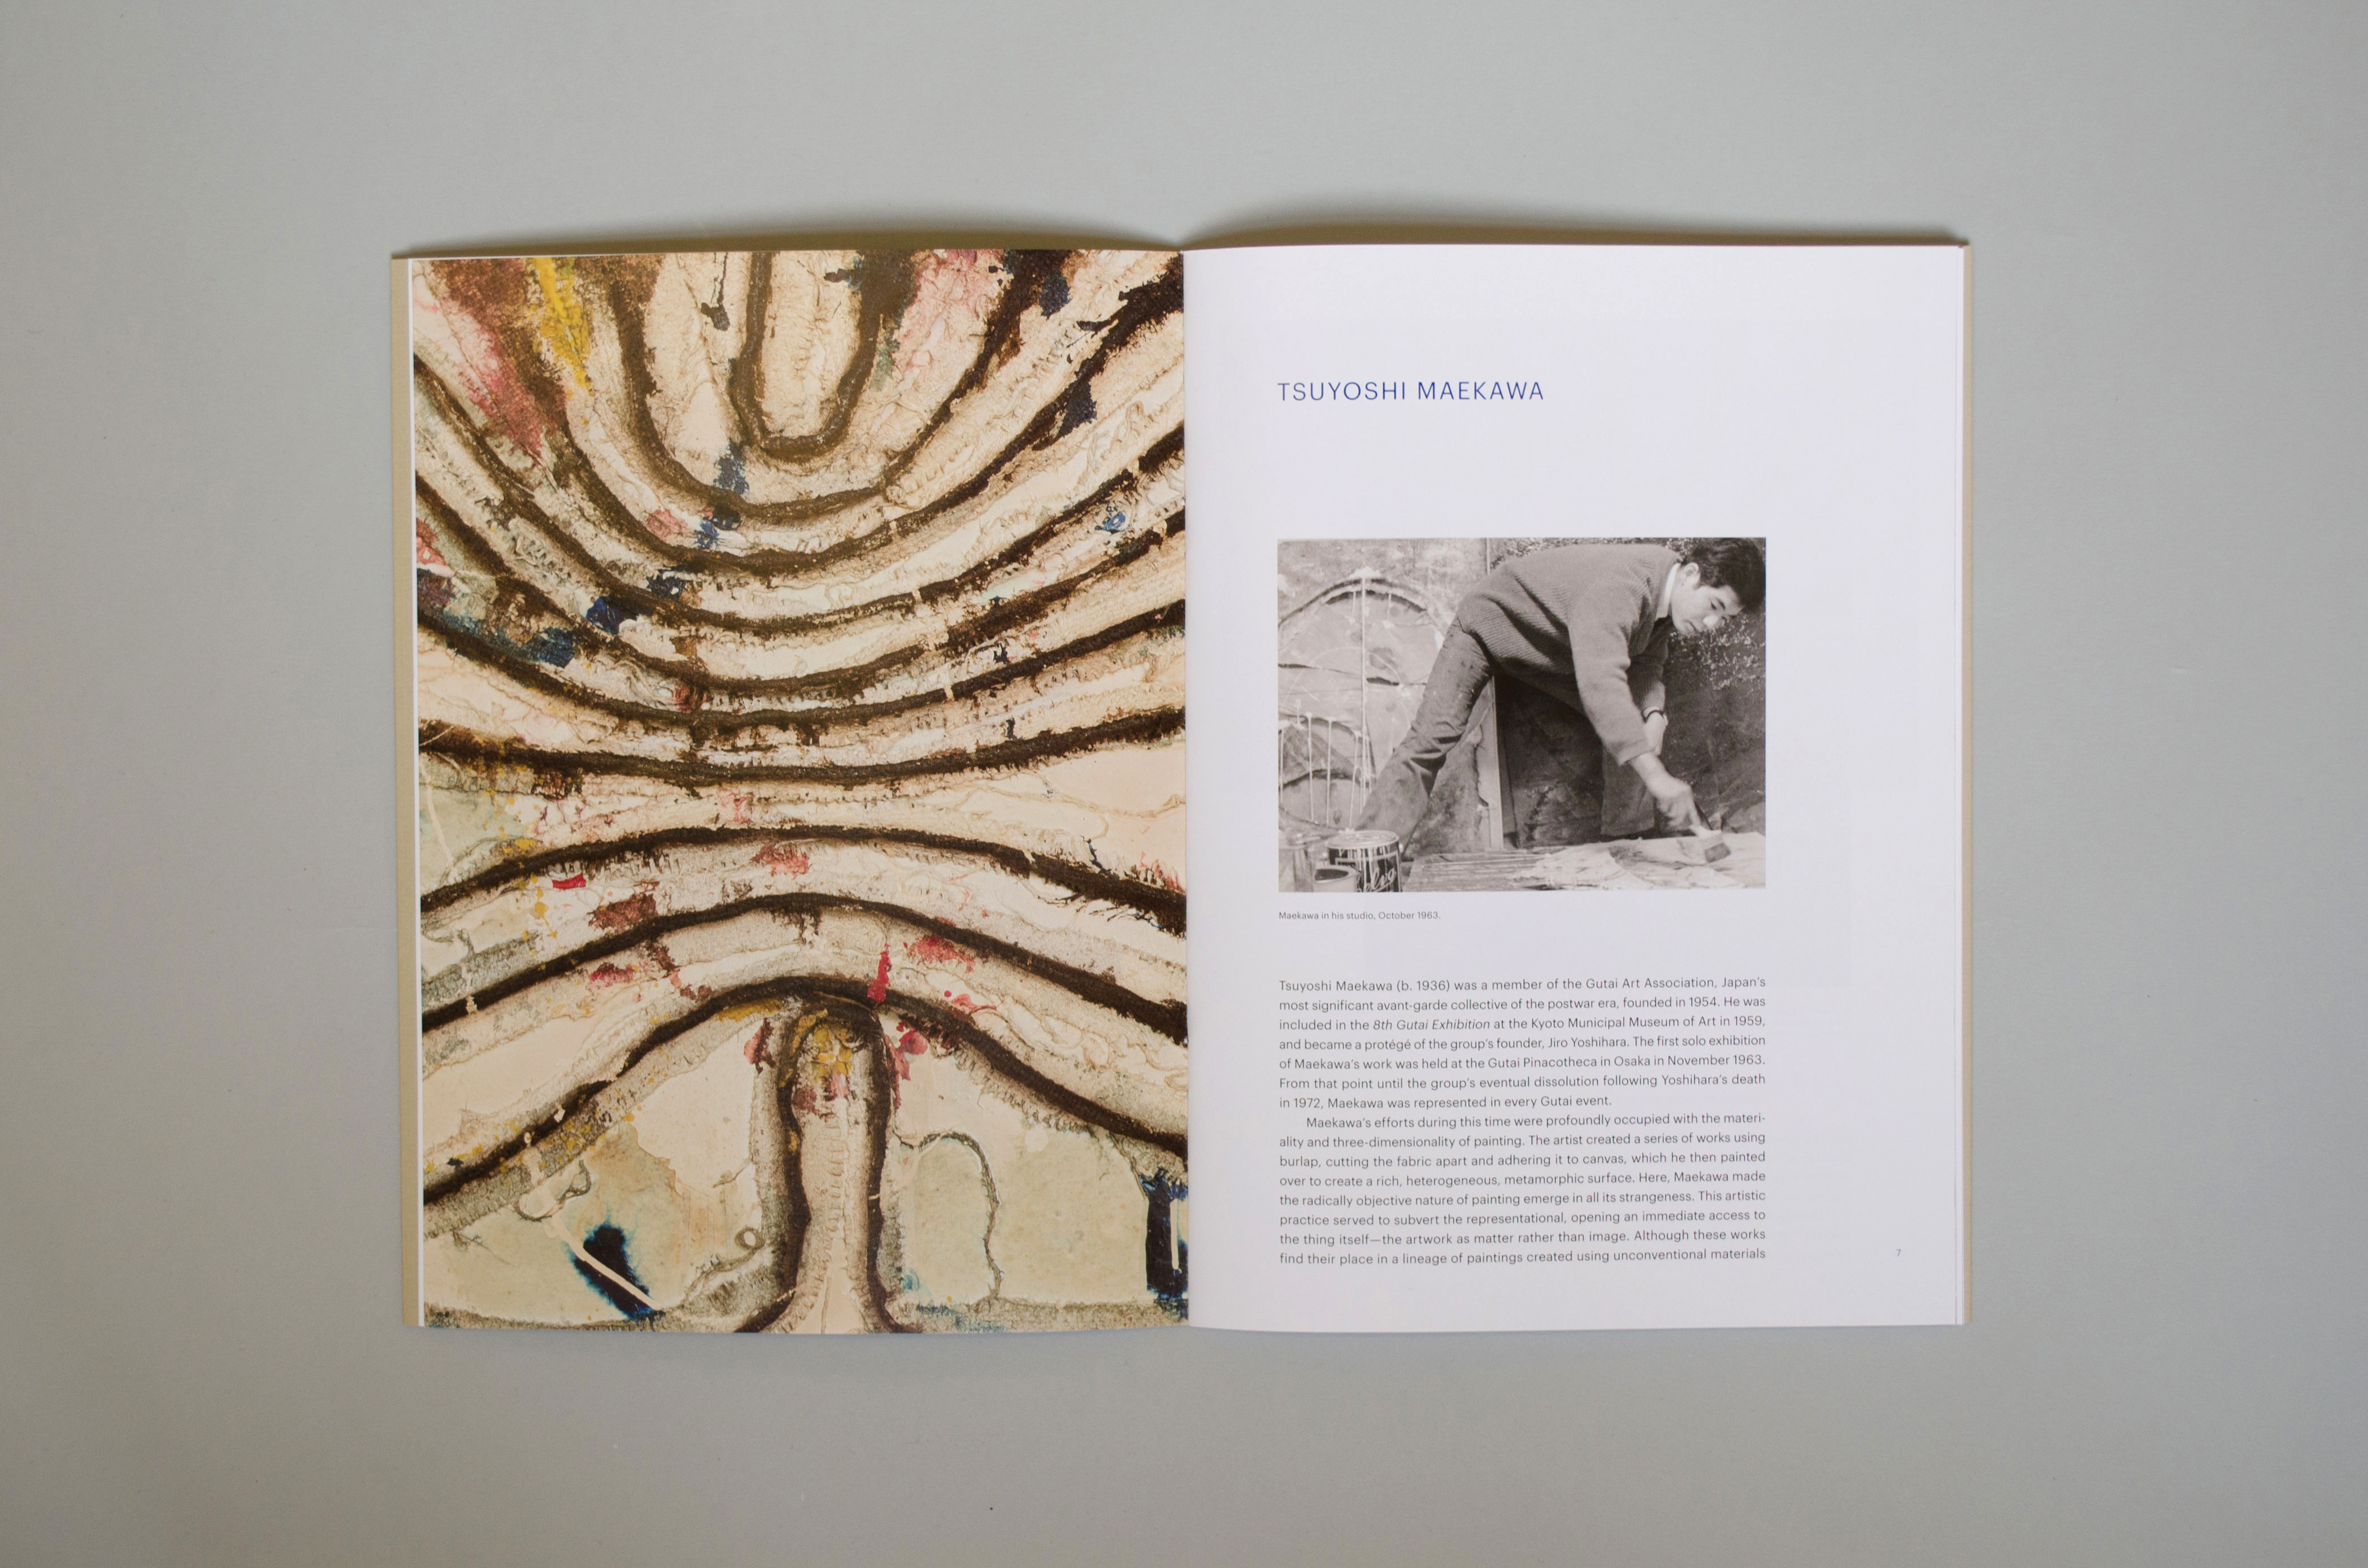 TSUYOSHI MAEKAWA
Maekawa in his studio, October 1963.
Tsuyoshi Maekawa (b. 1936) was a member of the Gutai Art Association, Japan's
most significant avant-garde collective of the postwar era, founded in 1954. He was
included in the 8th Gutai Exhibition at the Kyoto Municipal Museum of Art in 1959,
and became a protégé of the group's founder, Jiro Yoshihara. The first solo exhibition
of Maekawa's work was held at the Gutai Pinacotheca in Osaka in November 1963.
From that point until the group's eventual dissolution following Yoshihara's death
in 1972, Maekawa was represented in every Gutai event.
Maekawa's efforts during this time were profoundly occupied with the materi-
ality and three-dimensionality of painting. The artist created a series of works using
burlap, cutting the fabric apart and adhering it to canvas, which he then painted
over to create a rich, heterogeneous, metamorphic surface. Here, Maekawa made
the radically objective nature of painting emerge in all its strangeness. This artistic
practice served to subvert the representational, opening an immediate access to
the thing itself—the artwork as matter rather than image. Although these works
find their place in a lineage of paintings created using unconventional materials
7